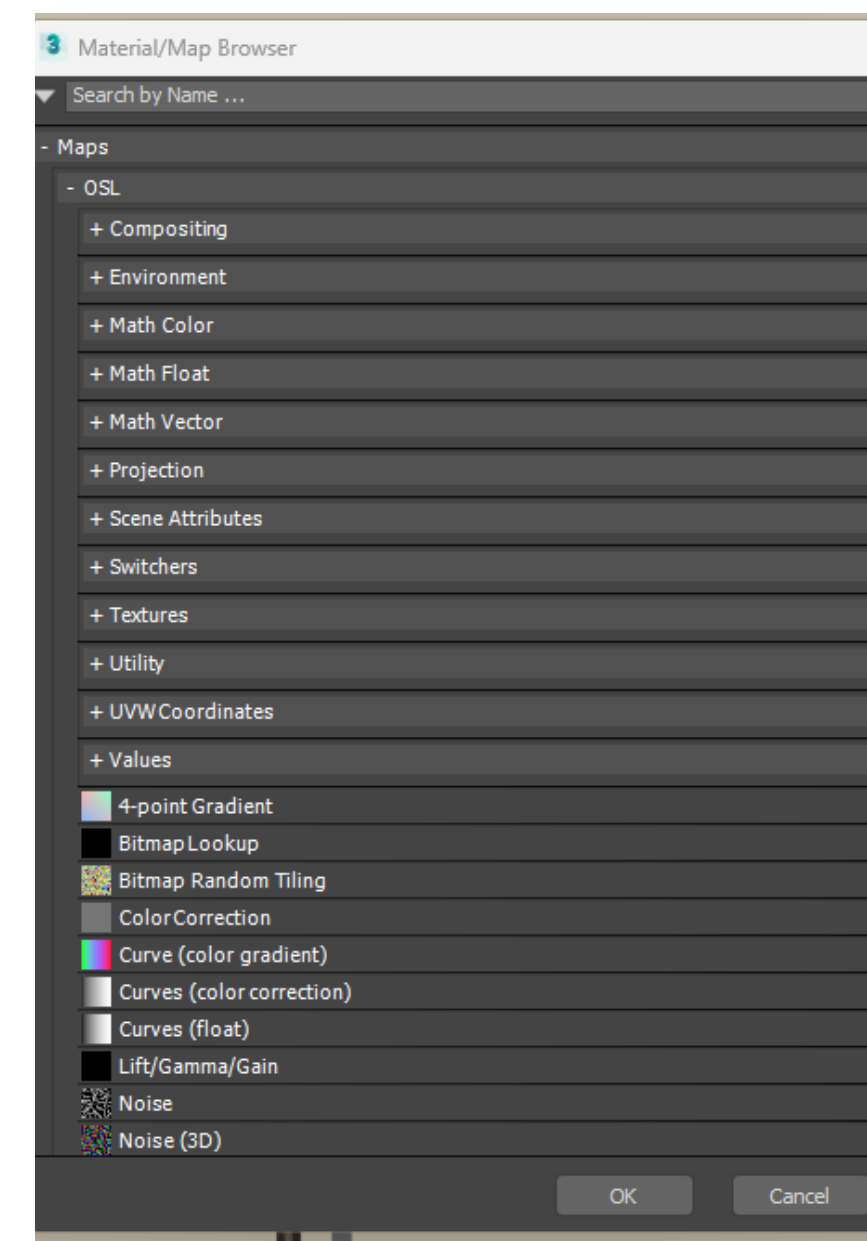 3 Material/Map Browser
Search by Name ...
- Maps
- OSL
+ Compositing
+ Environment
+ Math Color
+ Math Float
+ Math Vector
+ Projection
+ Scene Attributes
+ Switchers
+ Textures
+ Utility
+ UVW Coordinates
+ Values
4-point Gradient
Bitmap Lookup
Bitmap Random Tiling
Color Correction
Curve (color gradient)
Curves (color correction)
Curves (float)
Lift/Gamma/Gain
Noise
Noise (3D)
OK Cancel